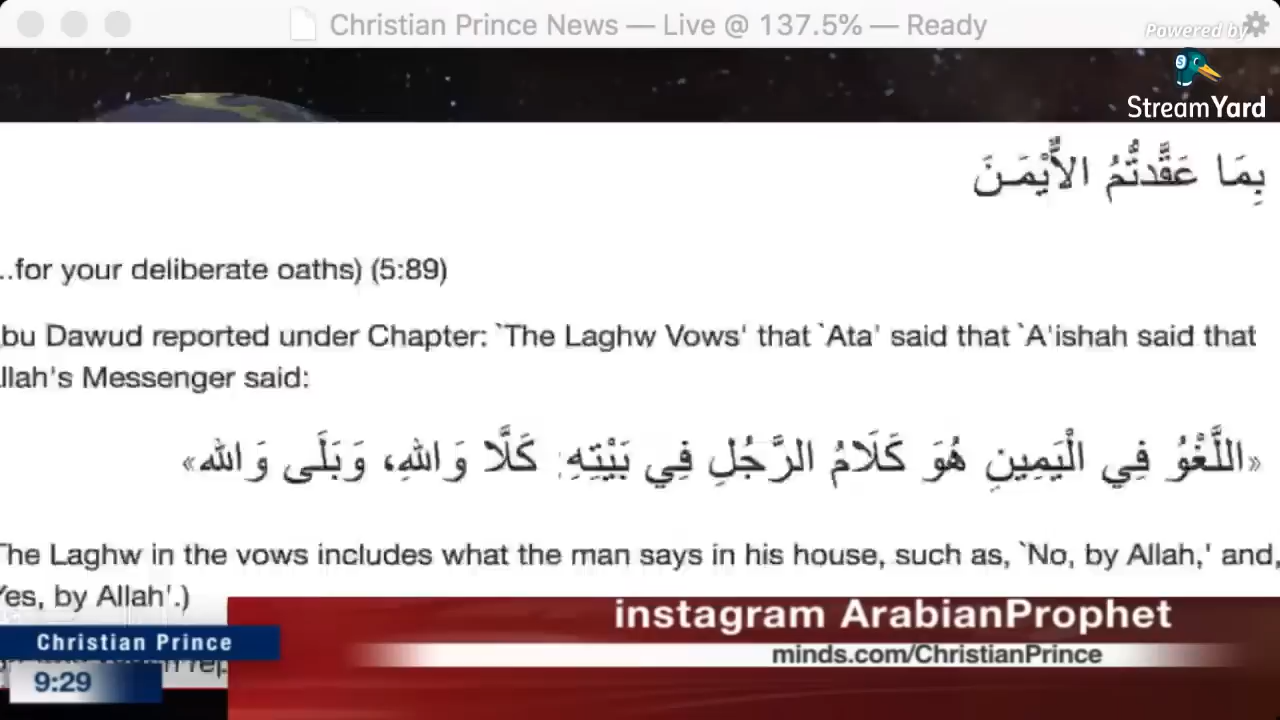 Christian Prince News — Live @ 137.5% — Ready
Powered by
StreamYard
بِمَا عَقَّدتُّمُ الأَيْمَـنَ
..for your deliberate oaths) (5:89)
bu Dawud reported under Chapter: `The Laghw Vows' that `Ata' said that `A'ishah said that
llah's Messenger said:
«اللَّغْوُ فِي الْيَمِينِ هُوَ كَلَامُ الرَّجُلِ فِي بَيْتِهِ: كَلَّا وَاللهِ، وَبَلَى وَالله»
The Laghw in the vows includes what the man says in his house, such as, `No, by Allah,' and,
Yes, by Allah'.)
instagram ArabianProphet
Christian Prince
minds.com/ChristianPrince
9:29